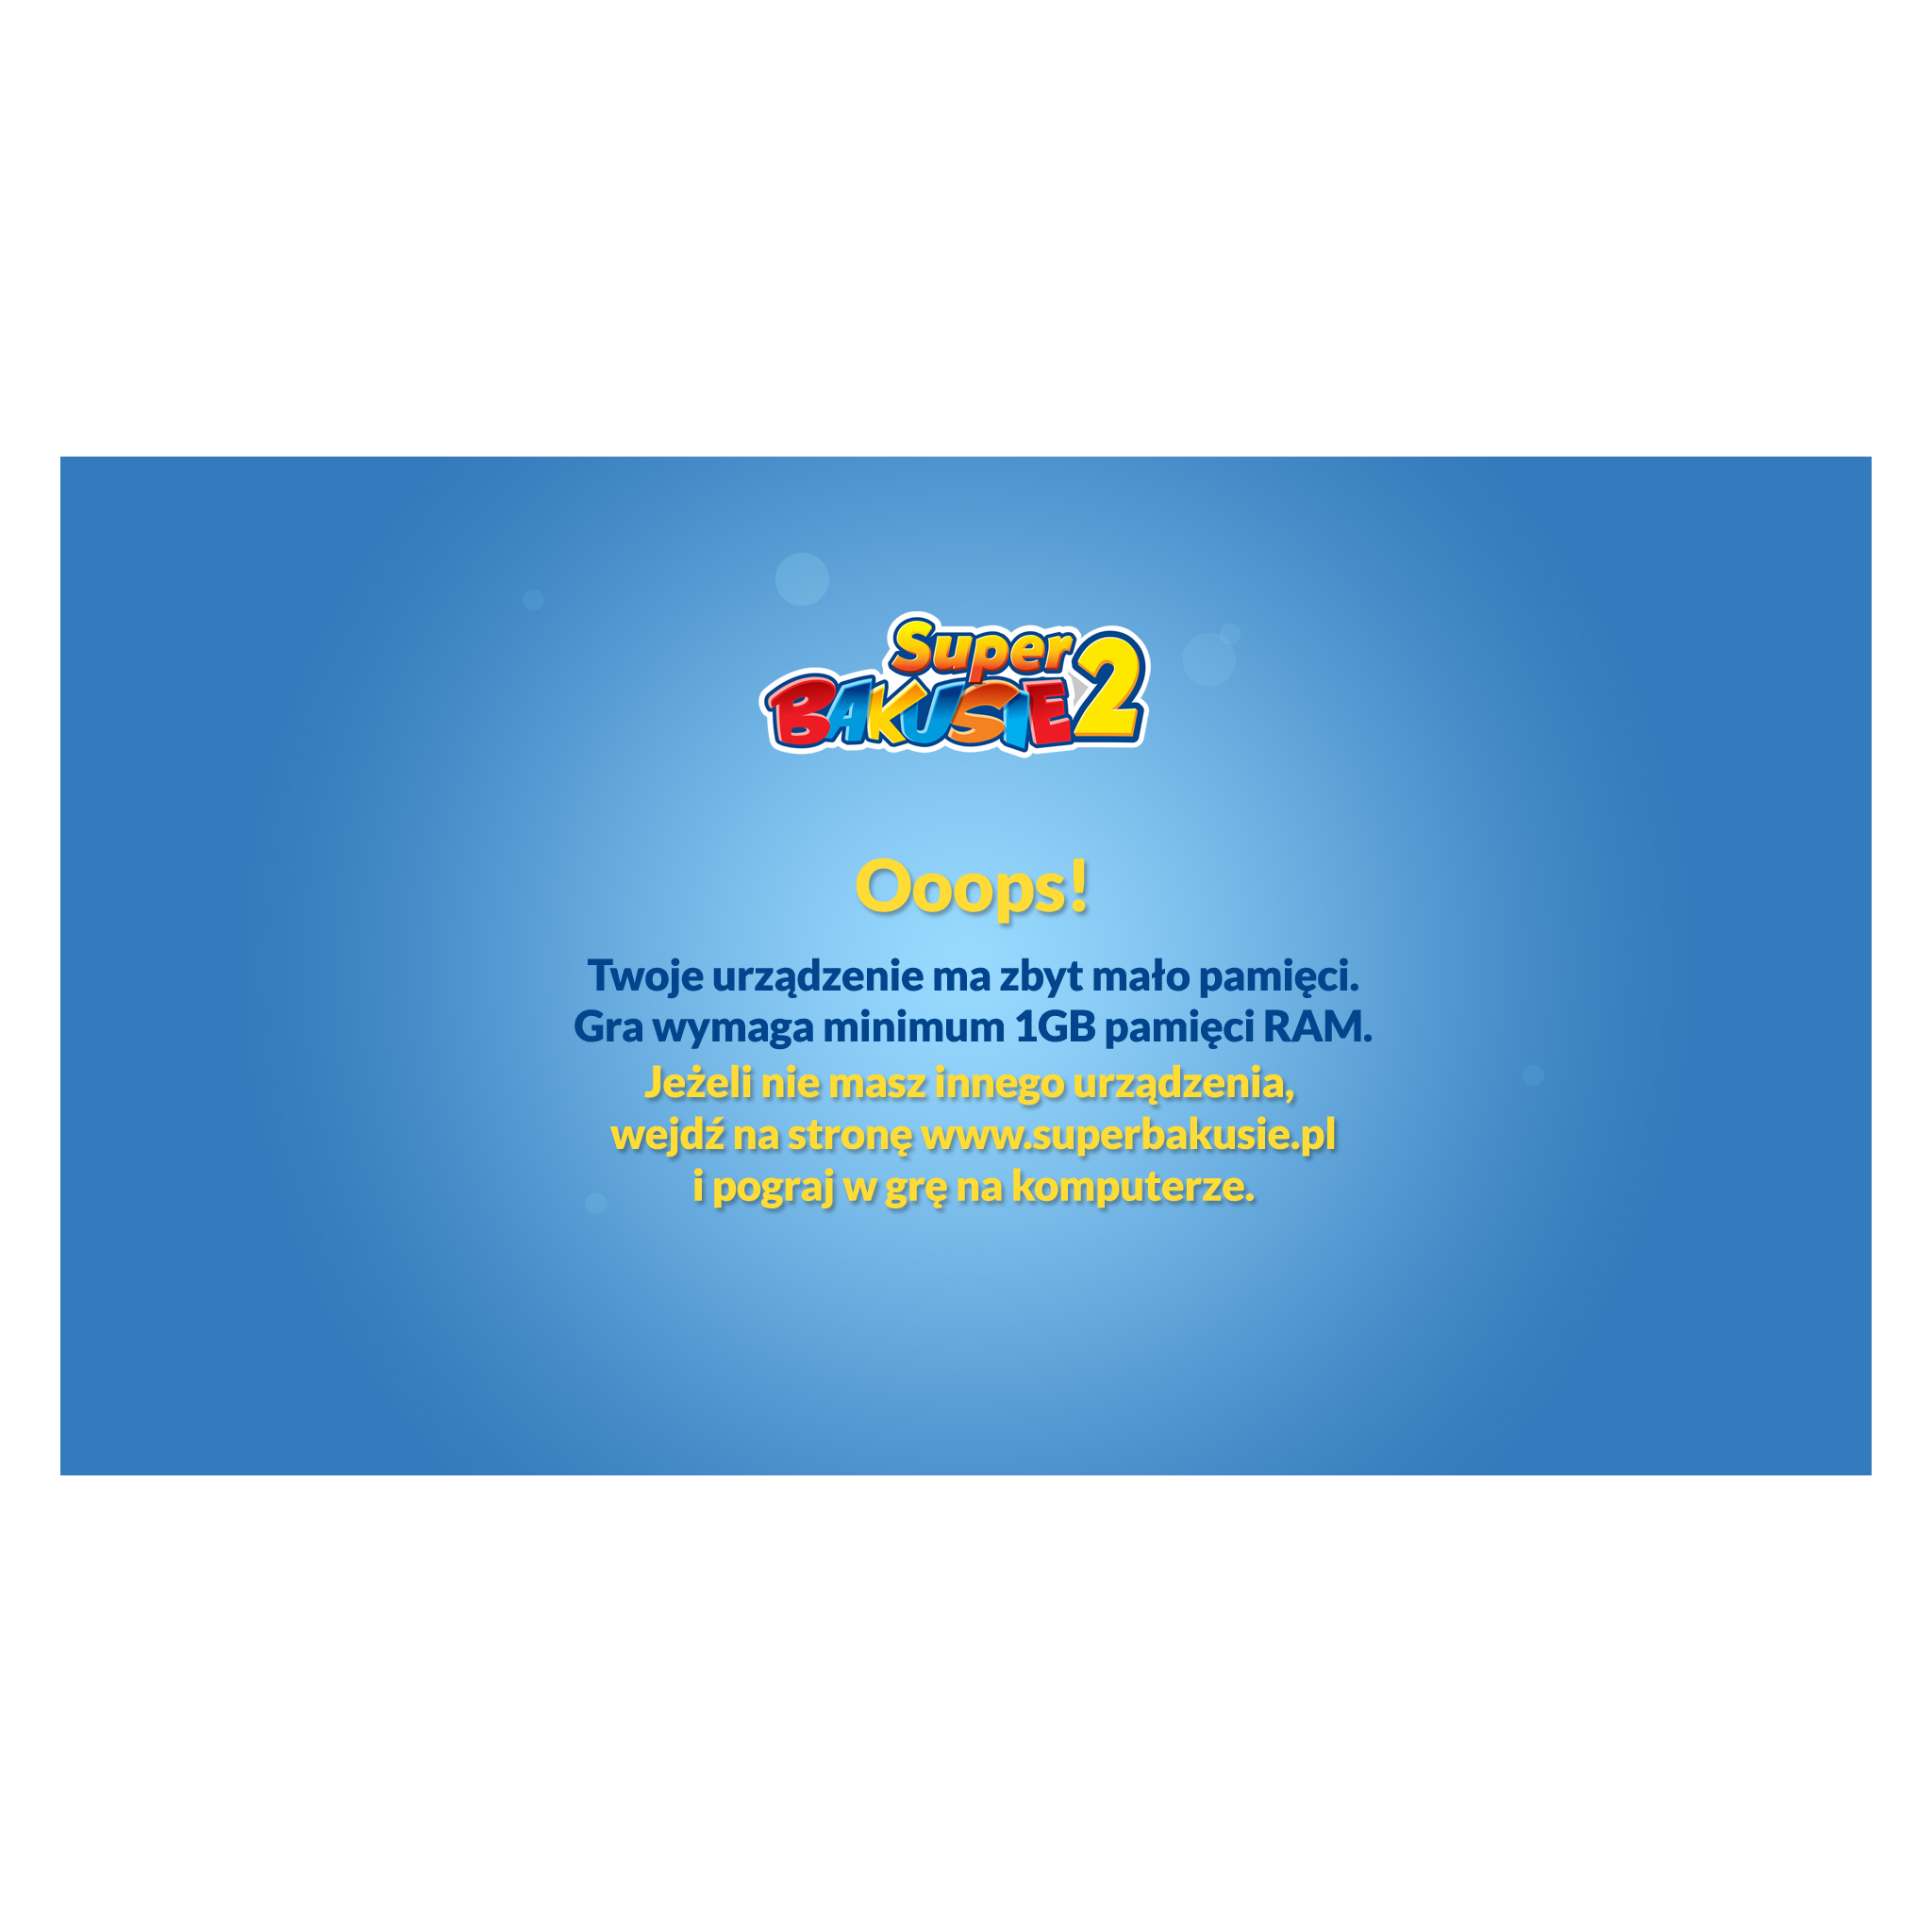 Super
BAKUSIE 2
Ooops!
Twoje urządzenie ma zbyt mało pamięci.
Gra wymaga minimum 1GB pamięci RAM.
Jeżeli nie masz innego urządzenia,
wejdź na stronę www.superbakusie.pl
i pograj w grę na komputerze.